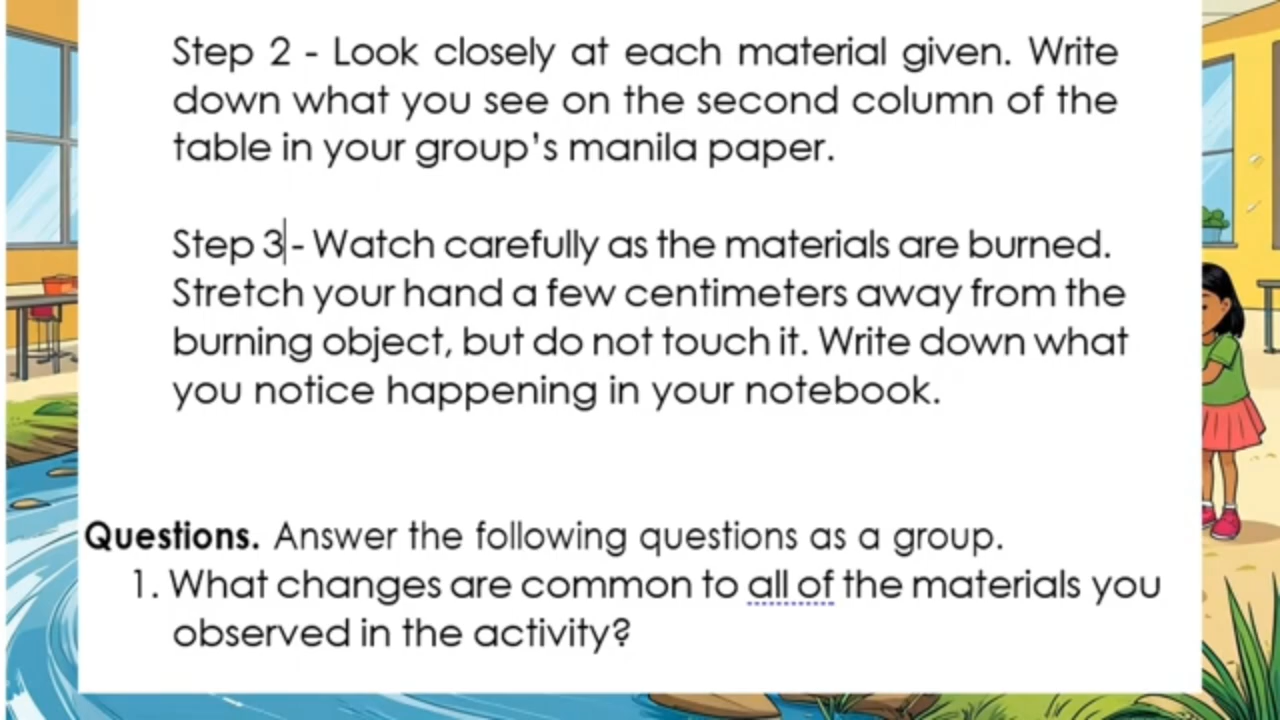 Step 2 - Look closely at each material given. Write
down what you see on the second column of the
table in your group's manila paper.
Step 3 - Watch carefully as the materials are burned.
Stretch your hand a few centimeters away from the
burning object, but do not touch it. Write down what
you notice happening in your notebook.
Questions. Answer the following questions as a group.
1. What changes are common to all of the materials you
observed in the activity?